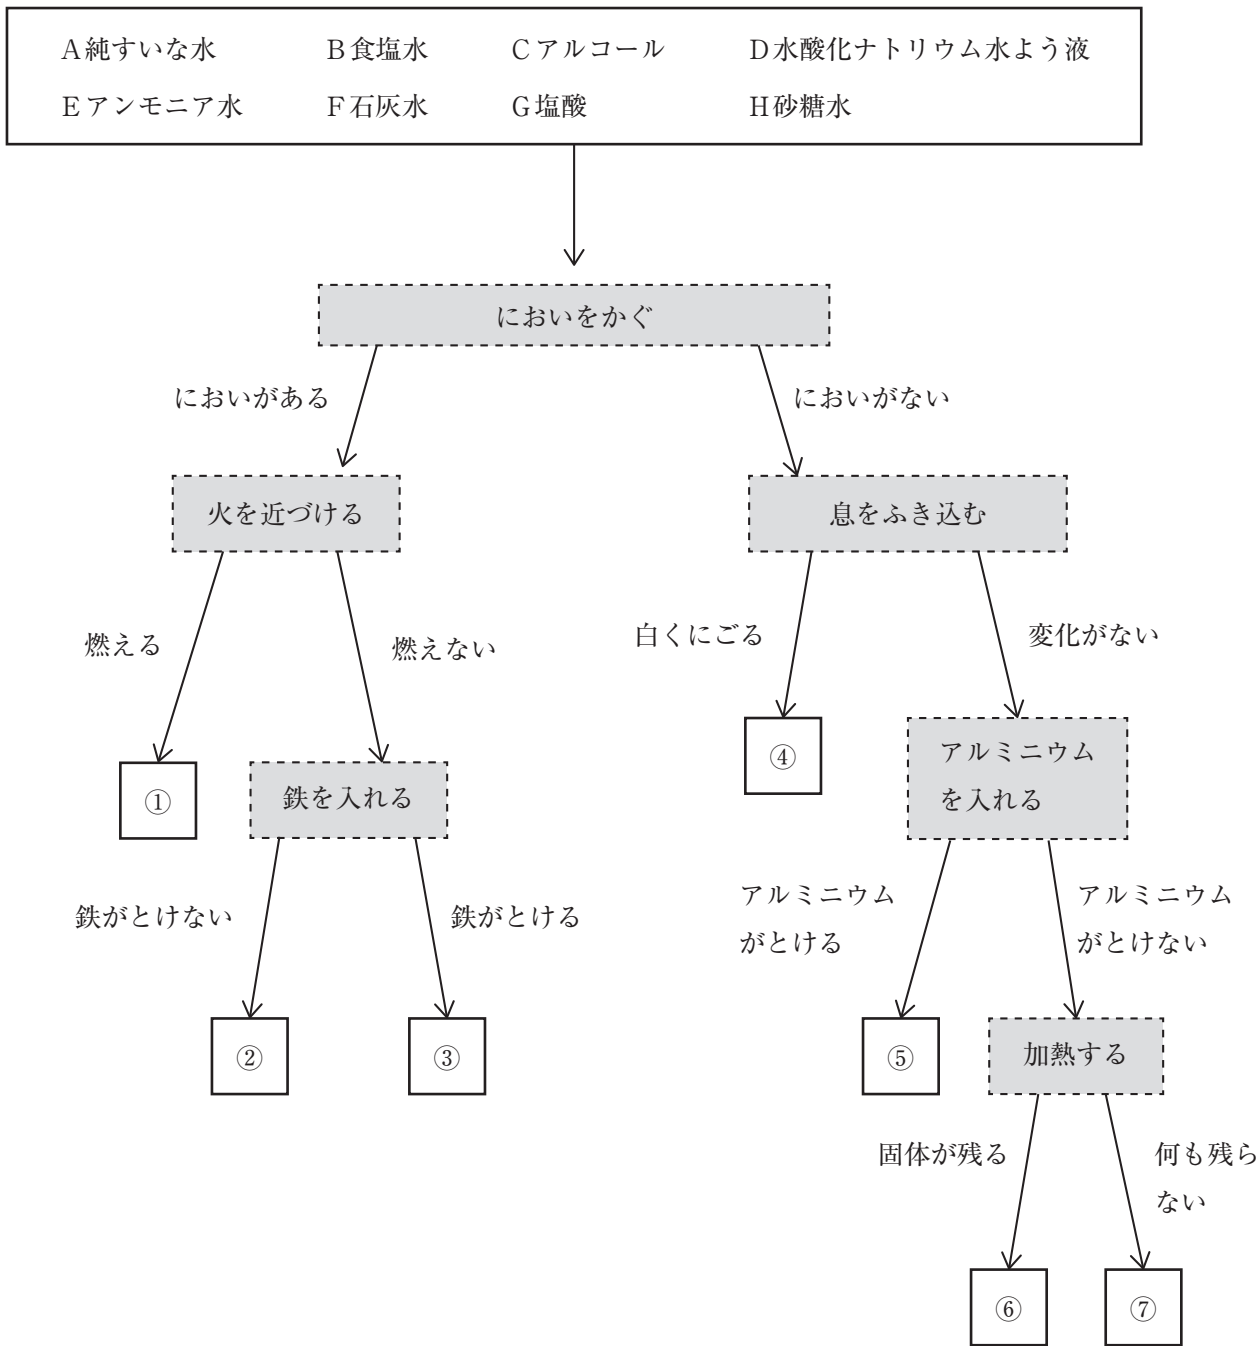 A純すいな水 B食塩水 Cアルコール D水酸化ナトリウム水よう液
Eアンモニア水 F石灰水 G塩酸 H砂糖水
においをかぐ
においがある
においがない
火を近づける
息をふき込む
燃える
燃えない
白くにごる
変化がない
①
鉄を入れる
④
アルミニウム
を入れる
鉄がとけない
鉄がとける
アルミニウム
がとける
アルミニウム
がとけない
②
③
⑤
加熱する
固体が残る
何も残ら
ない
⑥
⑦